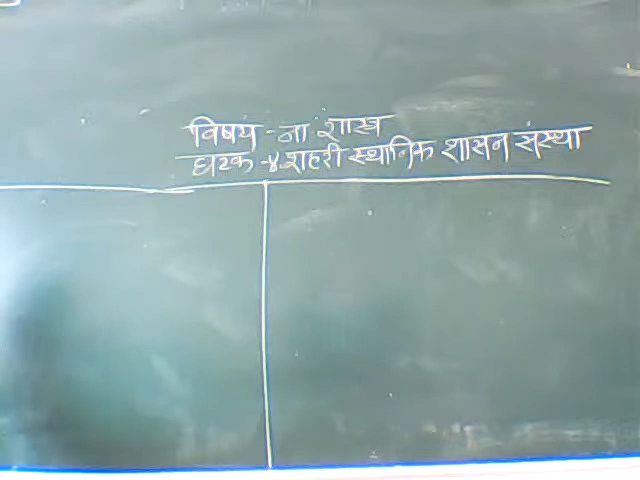 विषय - ना शास्त्र
घटक - ४. शहरी स्थानिक शासन संस्था